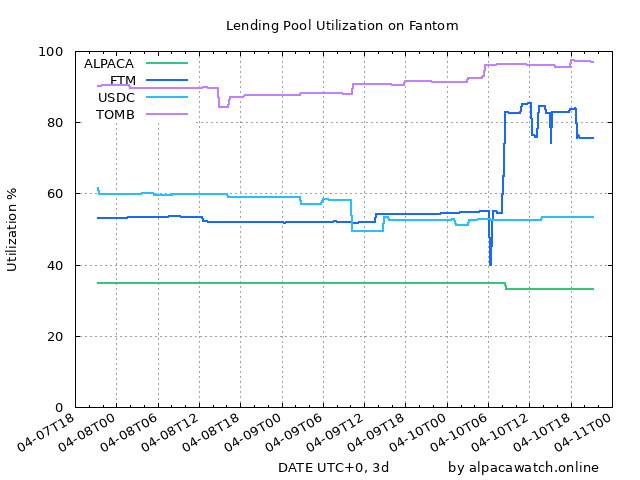 Lending Pool Utilization on Fantom
100
80
60
40
20
0
Utilization %
ALPACA
FTM
USDC
TOMB
04-07T18
04-08T00
04-08T06
04-08T12
04-08T18
04-09T00
04-09T06
04-09T12
04-09T18
04-10T00
04-10T06
04-10T12
04-10T18
04-11T00
DATE UTC+0, 3d
by alpacawatch.online